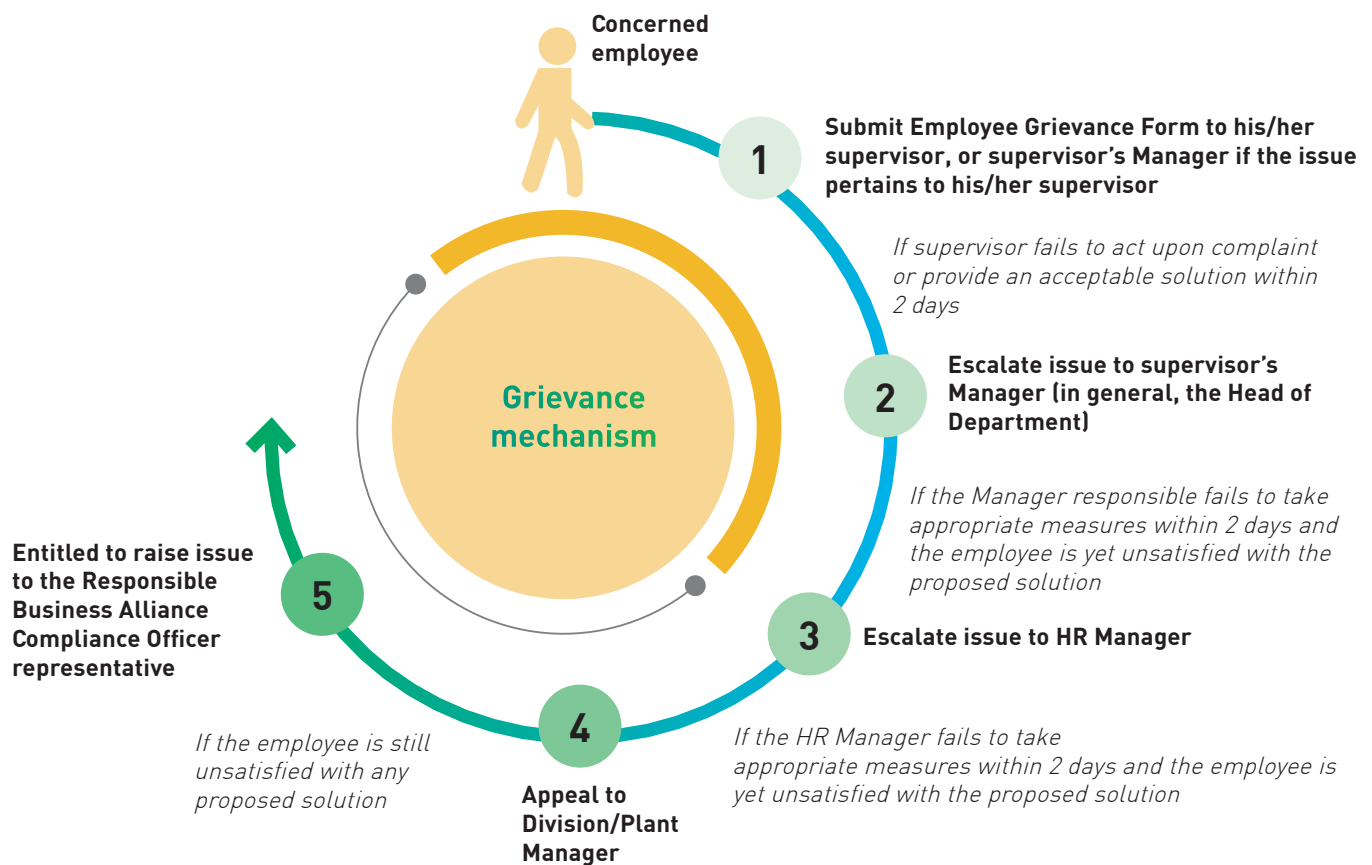 Concerned
employee
1
Submit Employee Grievance Form to his/her
supervisor, or supervisor's Manager if the issue
pertains to his/her supervisor
If supervisor fails to act upon complaint
or provide an acceptable solution within
2 days
2
Escalate issue to supervisor's
Manager (in general, the Head of
Department)
If the Manager responsible fails to take
appropriate measures within 2 days and
the employee is yet unsatisfied with the
proposed solution
3
Escalate issue to HR Manager
If the HR Manager fails to take
appropriate measures within 2 days and the employee is
yet unsatisfied with the proposed solution
4
Appeal to
Division/Plant
Manager
If the employee is still
unsatisfied with any
proposed solution
5
Entitled to raise issue
to the Responsible
Business Alliance
Compliance Officer
representative
Grievance
mechanism